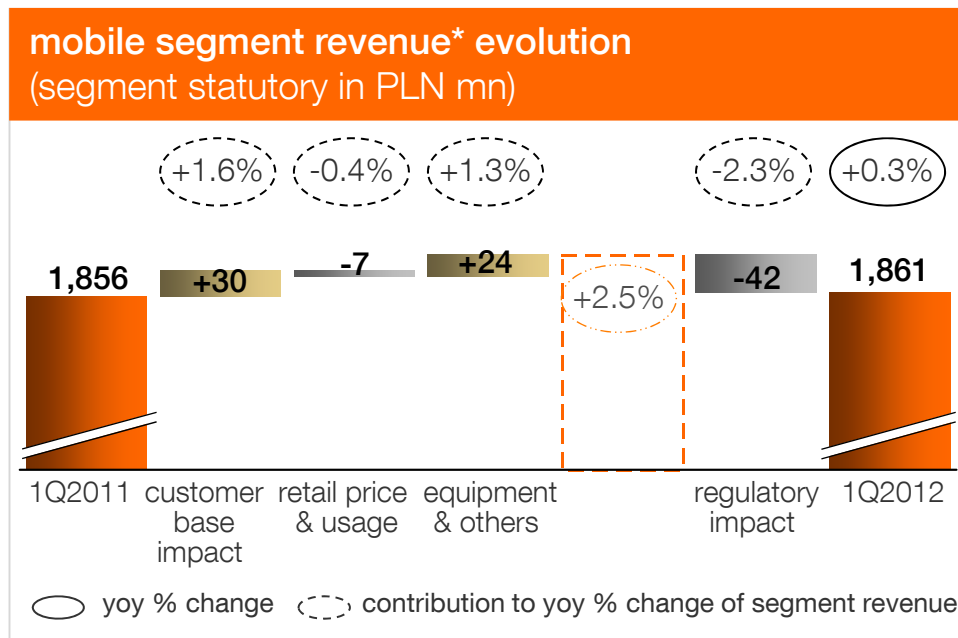 mobile segment revenue* evolution
(segment statutory in PLN mn)
+1.6% -0.4% +1.3% -2.3% +0.3%
1,856 +30 -7 +24 +2.5% -42 1,861
1Q2011 customer base impact retail price & usage equipment & others regulatory impact 1Q2012
yoy % change contribution to yoy % change of segment revenue